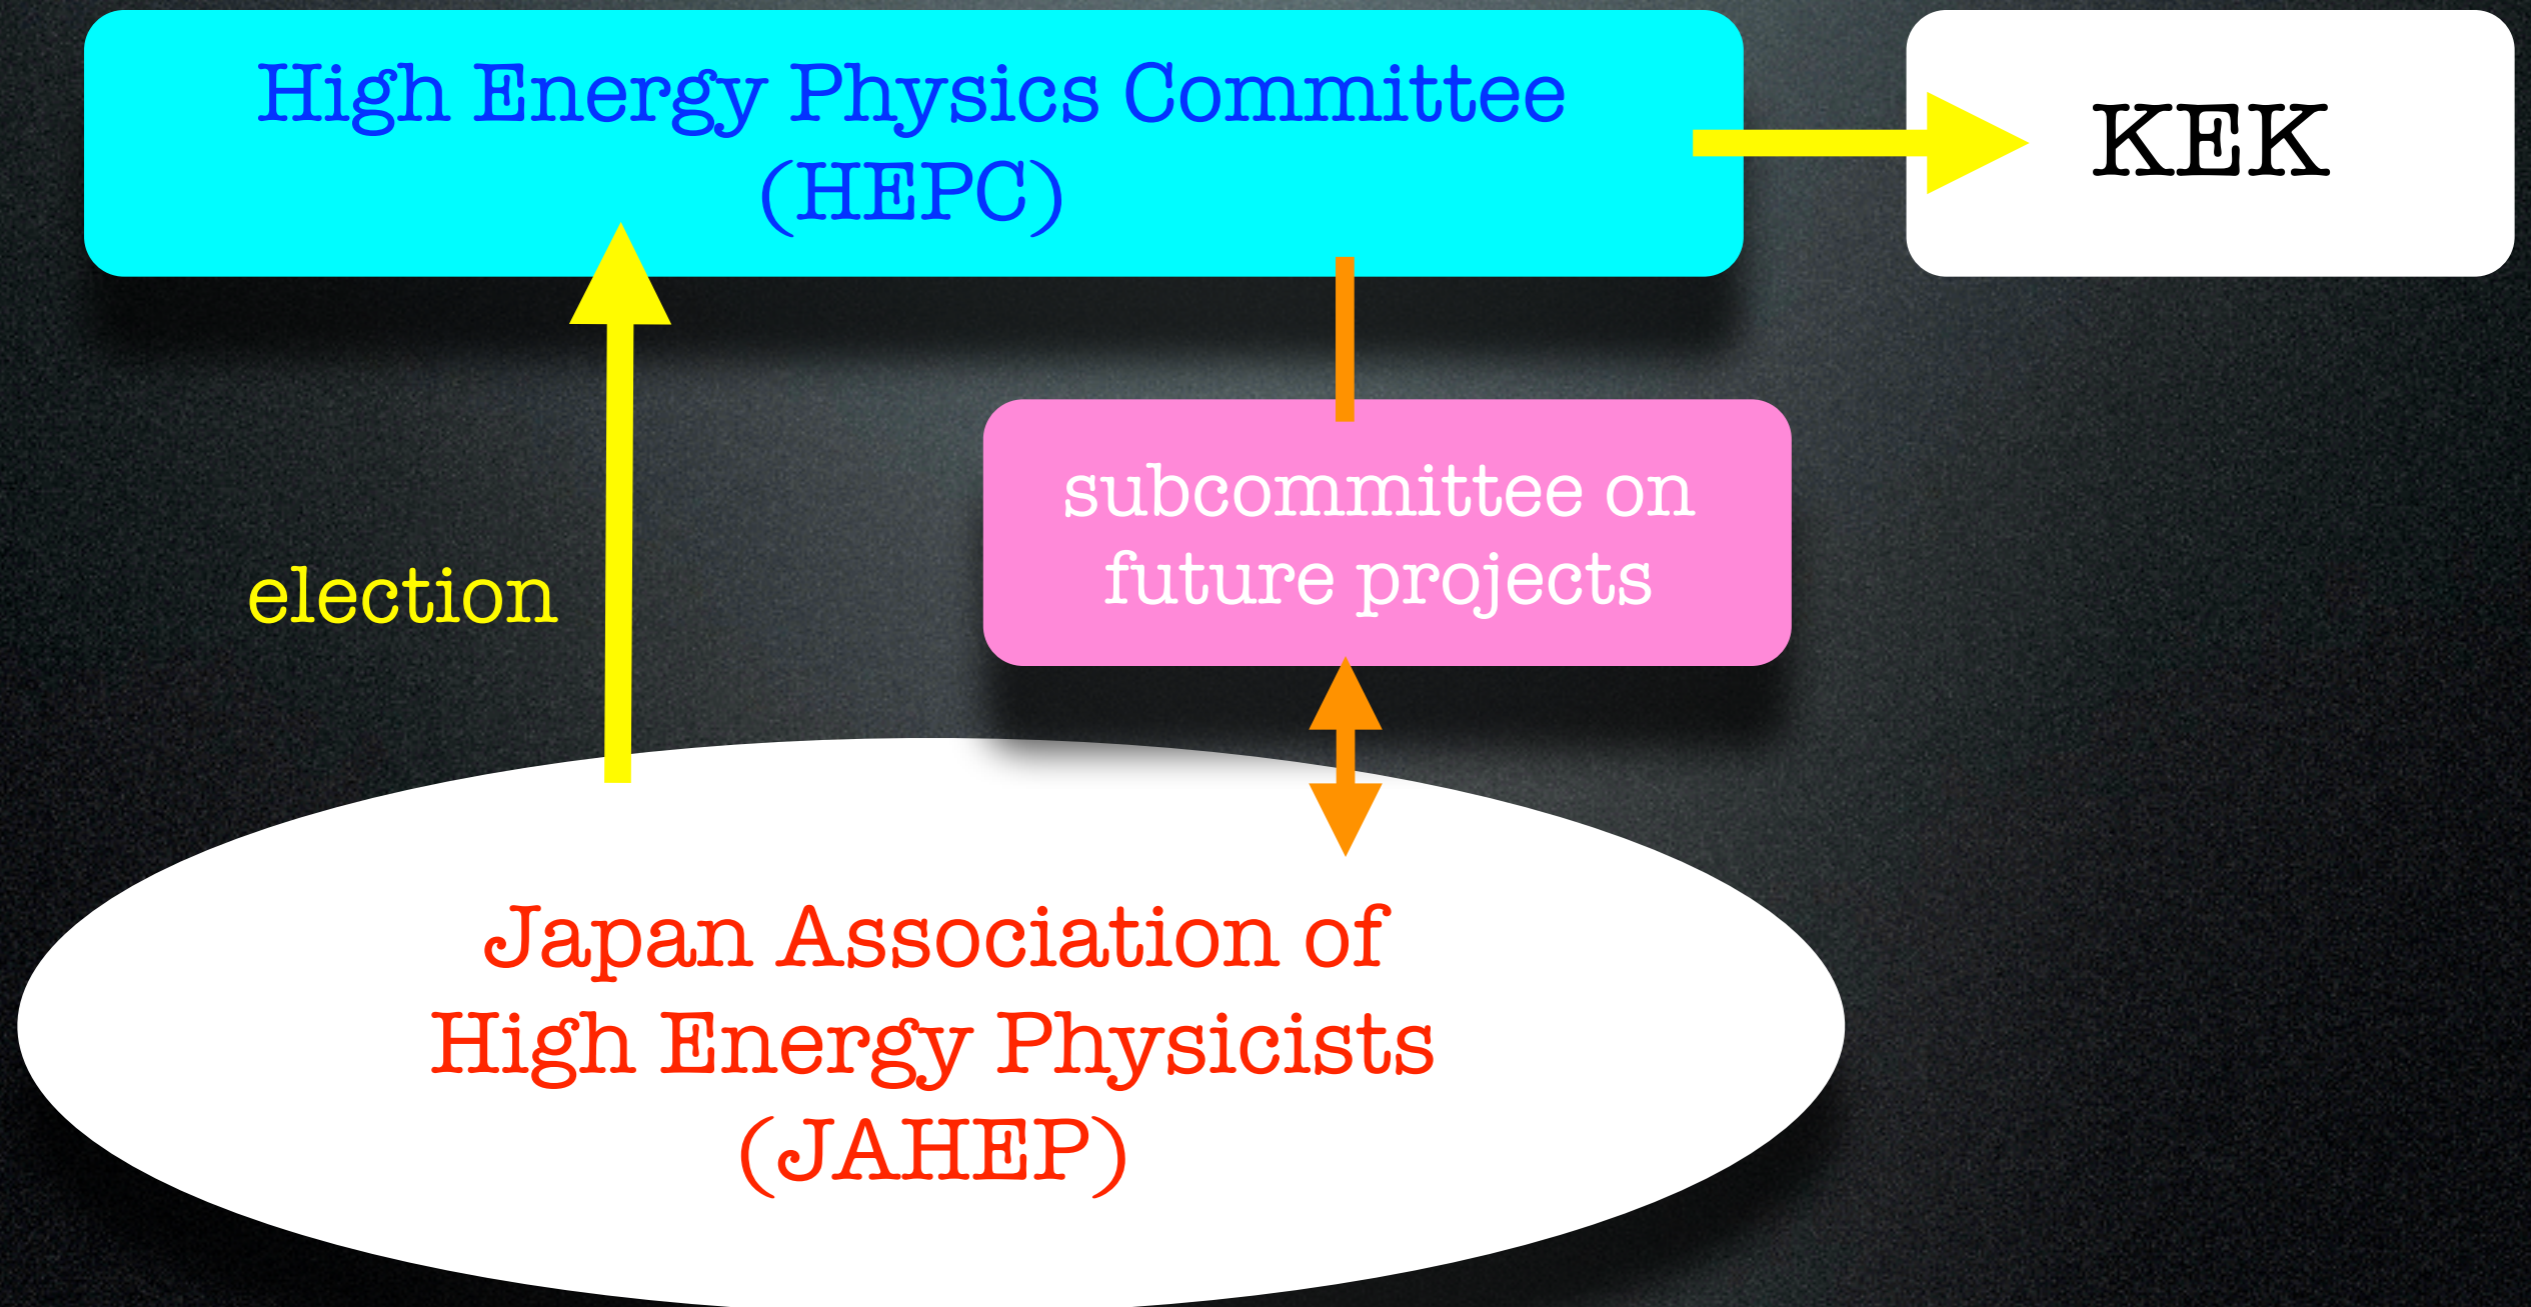 High Energy Physics Committee
(HEPC)
KEK
subcommittee on
future projects
election
Japan Association of
High Energy Physicists
(JAHEP)